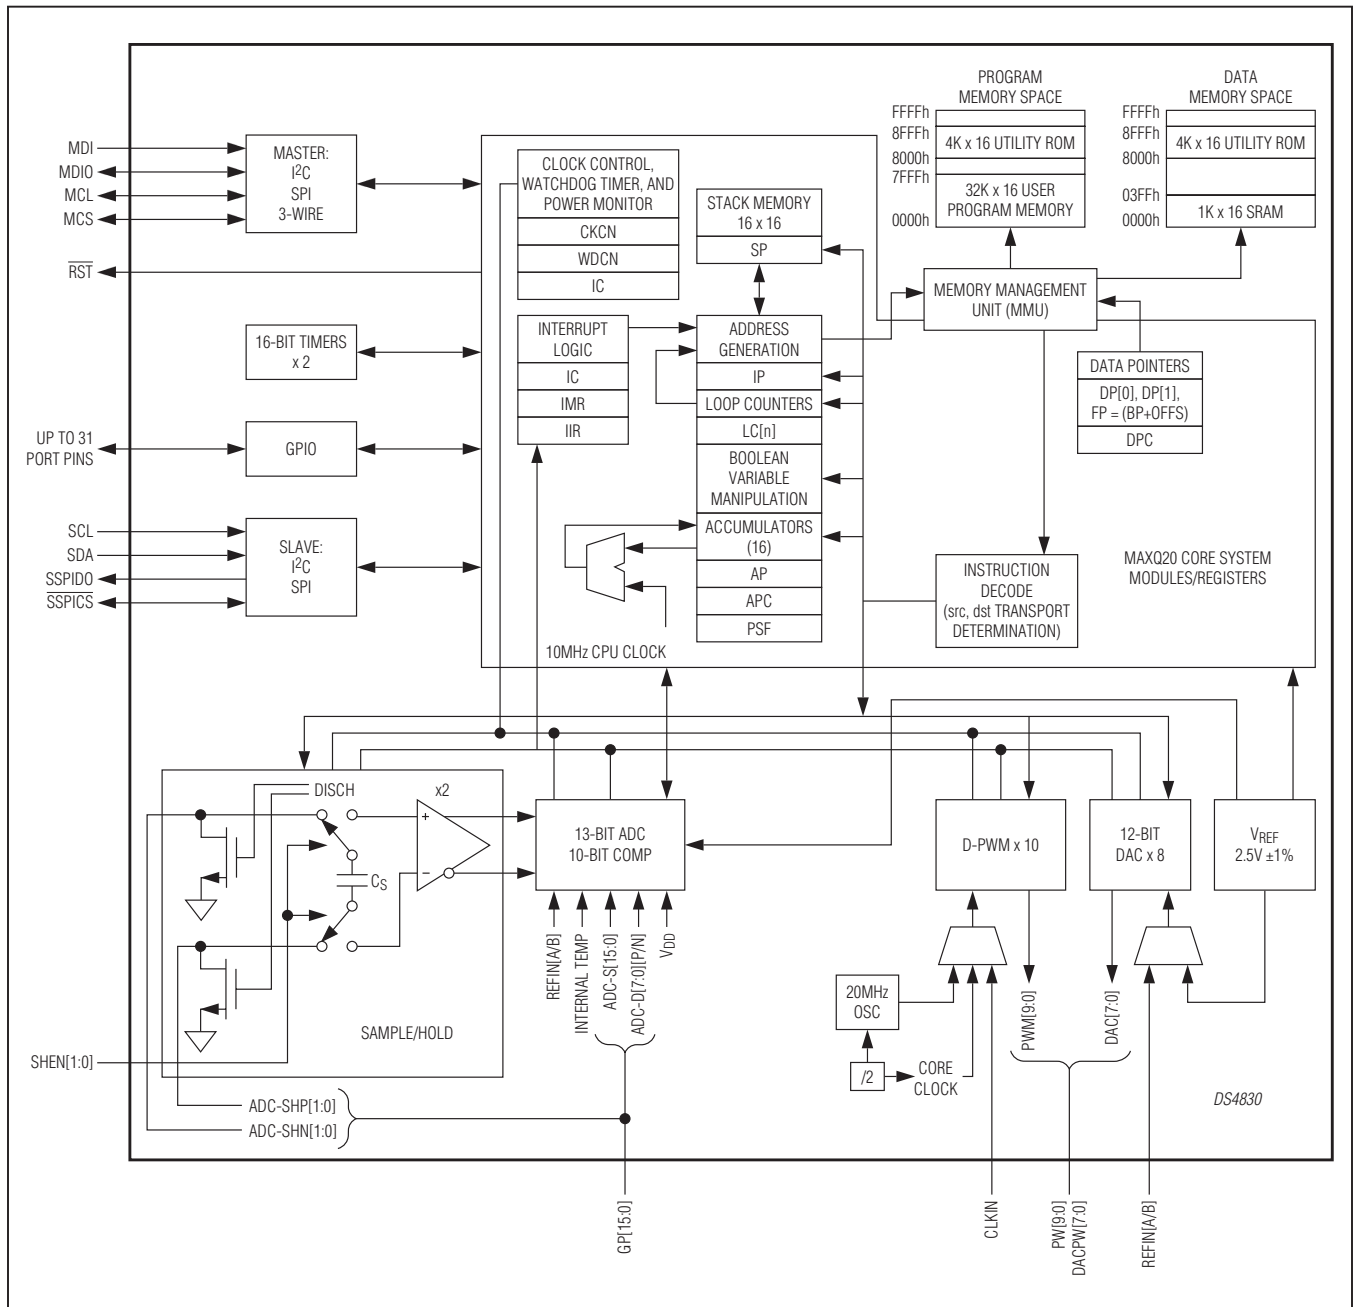 PROGRAM
MEMORY SPACE
FFFFh
8FFFh
4K x 16 UTILITY ROM
8000h
7FFFh
32K x 16 USER
PROGRAM MEMORY
0000h
DATA
MEMORY SPACE
FFFFh
8FFFh
4K x 16 UTILITY ROM
8000h
03FFh
1K x 16 SRAM
0000h
MDI
MDIO
MCL
MCS
MASTER:
I2C
SPI
3-WIRE
RST
CLOCK CONTROL,
WATCHDOG TIMER, AND
POWER MONITOR
CKCN
WDCN
IC
STACK MEMORY
16 x 16
SP
MEMORY MANAGEMENT
UNIT (MMU)
16-BIT TIMERS
x 2
INTERRUPT
LOGIC
IC
IMR
IIR
ADDRESS
GENERATION
IP
LOOP COUNTERS
LC[n]
BOOLEAN
VARIABLE
MANIPULATION
ACCUMULATORS
(16)
AP
APC
PSF
DATA POINTERS
DP[0], DP[1],
FP = (BP+OFFS)
DPC
UP TO 31
PORT PINS
GPIO
SCL
SDA
SSPIDO
SSPICS
SLAVE:
I2C
SPI
INSTRUCTION
DECODE
(src, dst TRANSPORT
DETERMINATION)
MAXQ20 CORE SYSTEM
MODULES/REGISTERS
10MHz CPU CLOCK
DISCH
x2
+
−
CS
SAMPLE/HOLD
13-BIT ADC
10-BIT COMP
D-PWM x 10
12-BIT
DAC x 8
VREF
2.5V ±1%
REFIN[A/B]
INTERNAL TEMP
ADC-S[15:0]
ADC-D[7:0][P/N]
VDD
20MHz
OSC
/2
CORE
CLOCK
PWM[9:0]
DAC[7:0]
SHEN[1:0]
ADC-SHP[1:0]
ADC-SHN[1:0]
DS4830
GP[15:0]
CLKIN
PW[9:0]
DACPW[7:0]
REFIN[A/B]